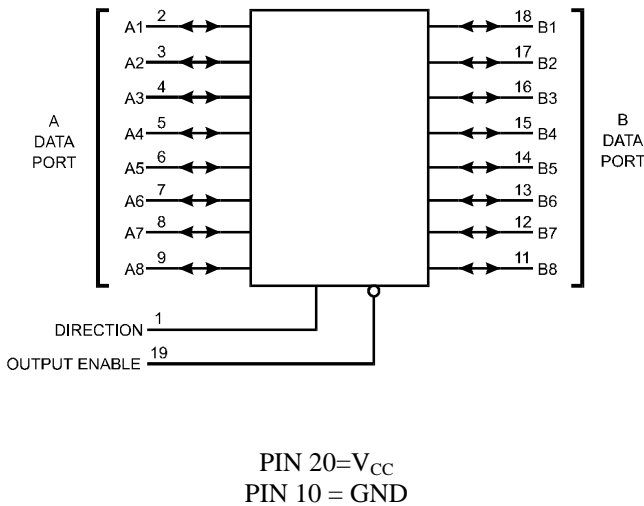 A1 2 18 B1
A2 3 17 B2
A3 4 16 B3
A4 5 15 B4
A5 6 14 B5
A6 7 13 B6
A7 8 12 B7
A8 9 11 B8
A
DATA
PORT
B
DATA
PORT
DIRECTION 1
OUTPUT ENABLE 19
PIN 20=VCC
PIN 10 = GND